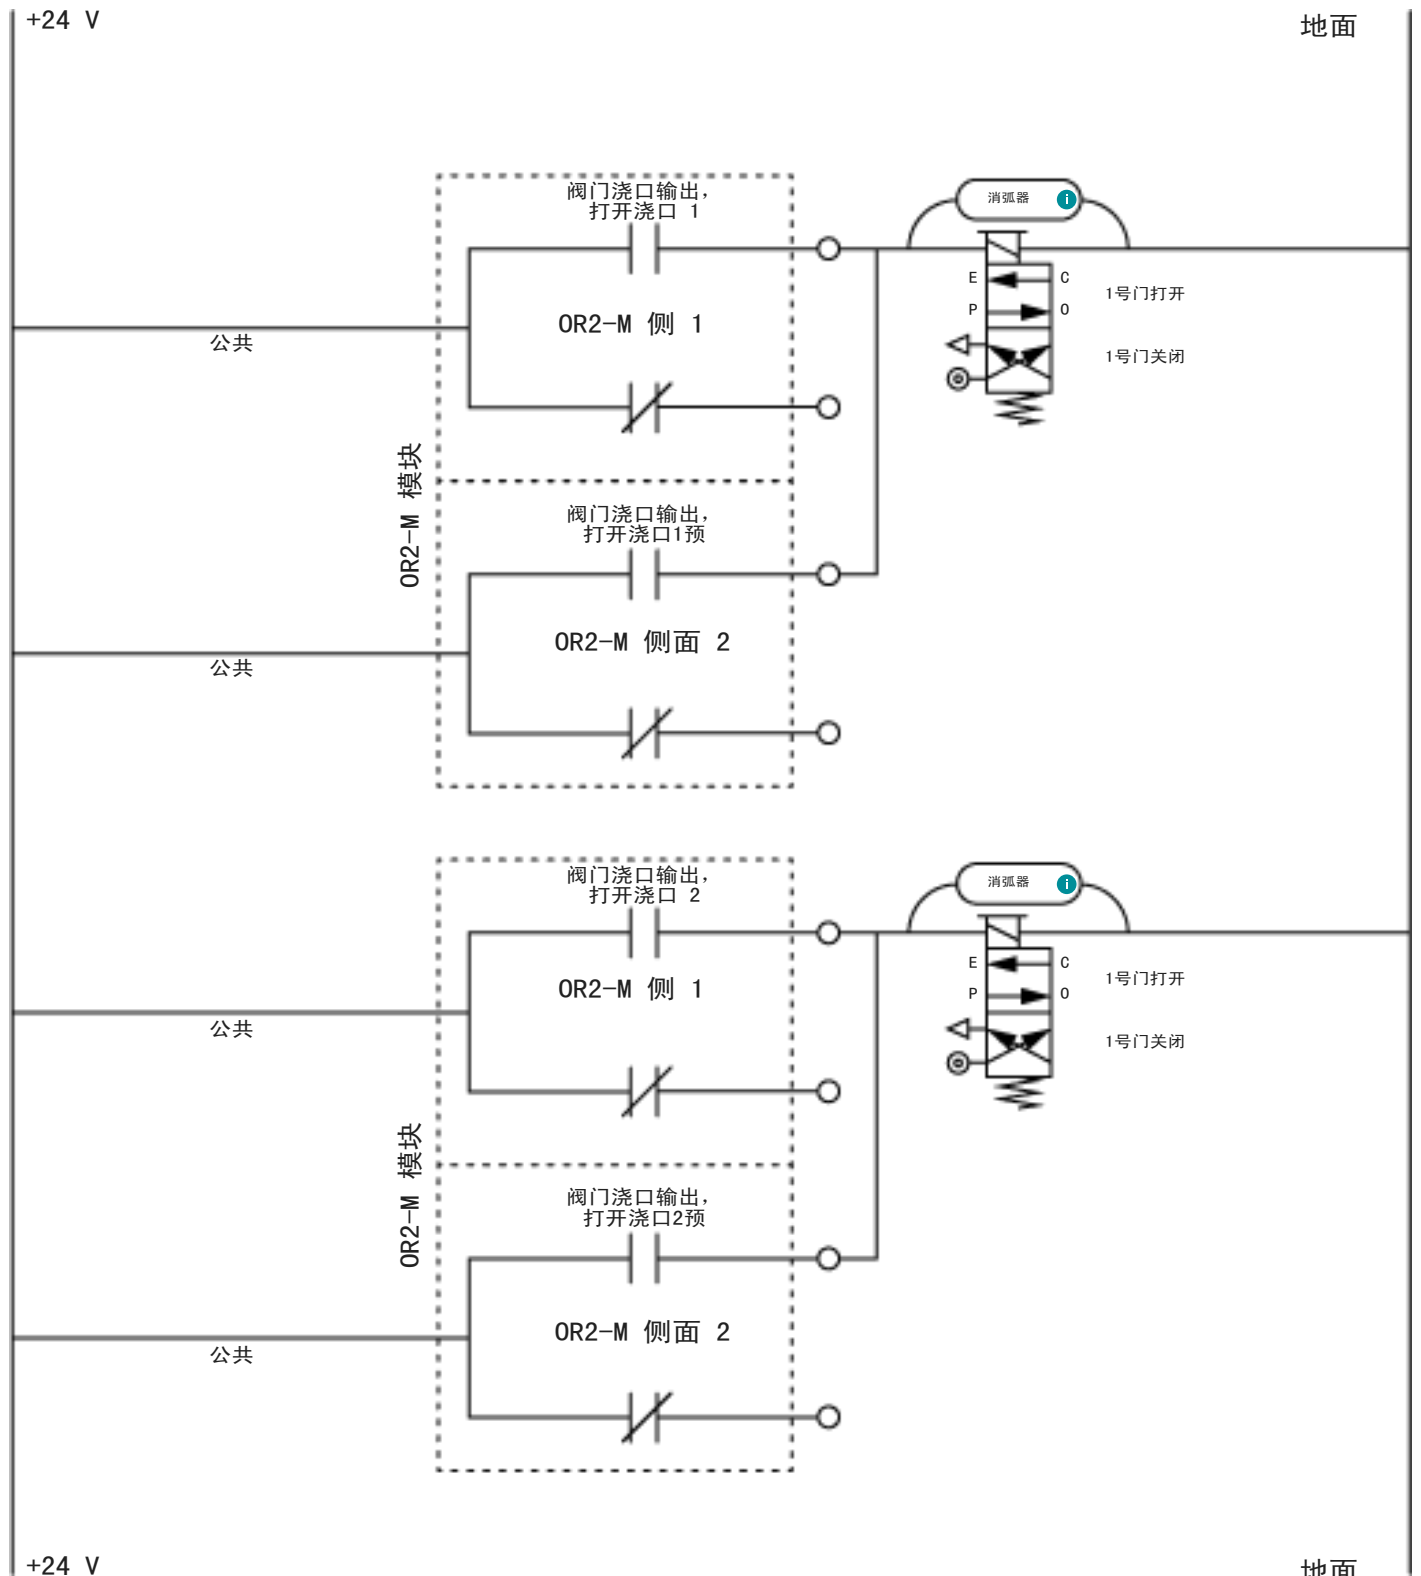 +24 V
地面
阀门浇口输出，
打开浇口 1
消弧器
i
E
C
1号门打开
P
O
OR2-M 侧 1
公共
1号门关闭
OR2-M 模块
阀门浇口输出，
打开浇口1预
OR2-M 侧面 2
公共
阀门浇口输出，
打开浇口 2
消弧器
i
E
C
1号门打开
P
O
OR2-M 侧 1
公共
1号门关闭
OR2-M 模块
阀门浇口输出，
打开浇口2预
OR2-M 侧面 2
公共
+24 V
地面